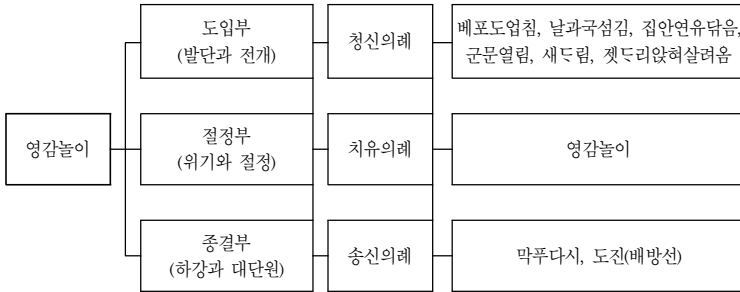 도입부
(발단과 전개)
청신의례
베포도업침, 날과국섬김, 집안연유닦음,
군문열림, 새ᄃᆞ림, 젯ᄃᆞ리앉혀살려옴
영감놀이
절정부
(위기와 절정)
치유의례
영감놀이
종결부
(하강과 대단원)
송신의례
막푸다시, 도진(배방선)